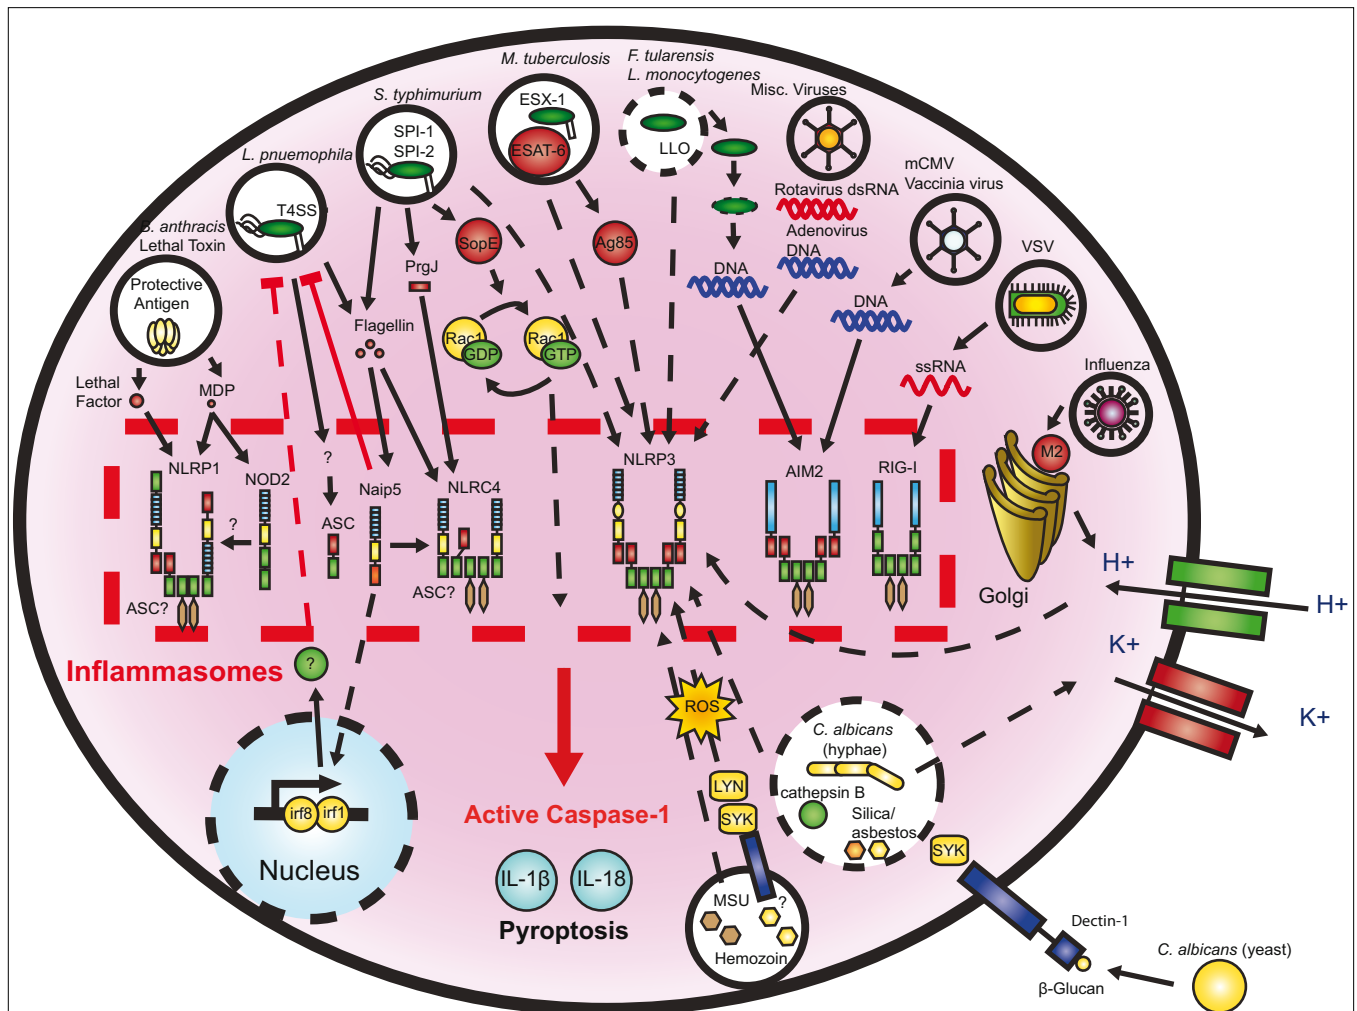 M. tuberculosis
F. tularensis
L. monocytogenes
Misc. Viruses
S. typhimurium
ESX-1
ESAT-6
LLO
SPI-1
SPI-2
L. pnuemophila
T4SS
mCMV
Vaccinia virus
Rotavirus dsRNA
Adenovirus
DNA
B. anthracis
Lethal Toxin
SopE
Ag85
VSV
PrgJ
DNA
DNA
Protective
Antigen
Flagellin
Rac1
GDP
Rac1
GTP
ssRNA
Influenza
Lethal
Factor
MDP
M2
NLRP1
NOD2
?
Naip5
NLRC4
NLRP3
AIM2
RIG-I
?
ASC
ASC?
ASC?
Golgi
H+
H+
K+
K+
Inflammasomes
?
ROS
C. albicans
(hyphae)
cathepsin B
Silica/
asbestos
LYN
SYK
SYK
irf8
irf1
Nucleus
Active Caspase-1
IL-1β
IL-18
Pyroptosis
MSU
?
Hemozoin
Dectin-1
β-Glucan
C. albicans (yeast)